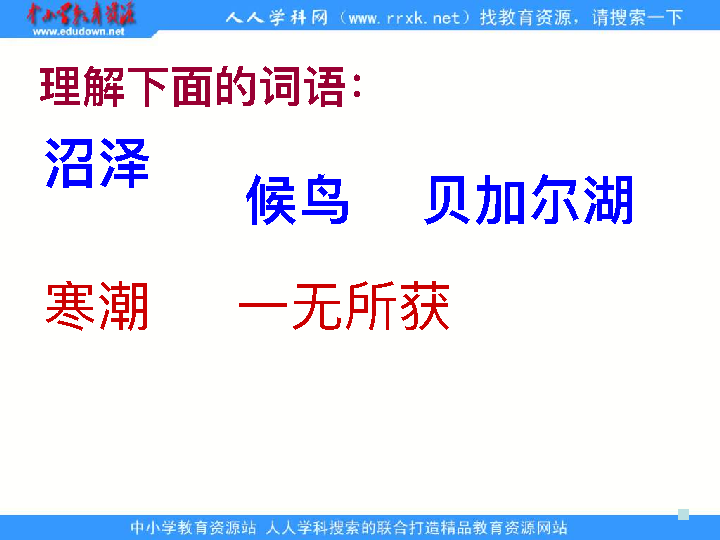 中小学教育资源
www.edudown.net
人人学科网（www.rrxk.net）找教育资源，请搜索一下
理解下面的词语：
沼泽
候鸟 贝加尔湖
寒潮 一无所获
中小学教育资源站 人人学科搜索的联合打造精品教育资源网站